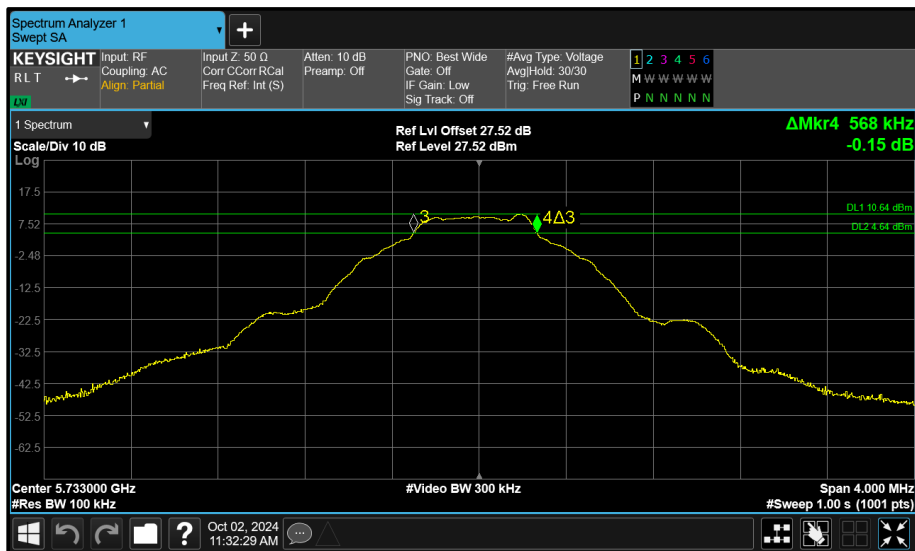 Spectrum Analyzer 1
Swept SA
+
KEYSIGHT
RLT
LXI
Input: RF
Coupling: AC
Align: Partial
Input Z: 50 Ω
Corr CCorr RCal
Freq Ref: Int (S)
Atten: 10 dB
Preamp: Off
PNO: Best Wide
Gate: Off
IF Gain: Low
Sig Track: Off
#Avg Type: Voltage
Avg|Hold: 30/30
Trig: Free Run
1 2 3 4 5 6
M W W W W W
P N N N N N
1 Spectrum
Scale/Div 10 dB
Ref Lvl Offset 27.52 dB
Ref Level 27.52 dBm
ΔMkr4 568 kHz
-0.15 dB
Log
17.5
7.52
-2.48
-12.5
-22.5
-32.5
-42.5
-52.5
-62.5
3
4Δ3
DL1 10.64 dBm
DL2 4.64 dBm
Center 5.733000 GHz
#Video BW 300 kHz
Span 4.000 MHz
#Res BW 100 kHz
#Sweep 1.00 s (1001 pts)
?
Oct 02, 2024
11:32:29 AM